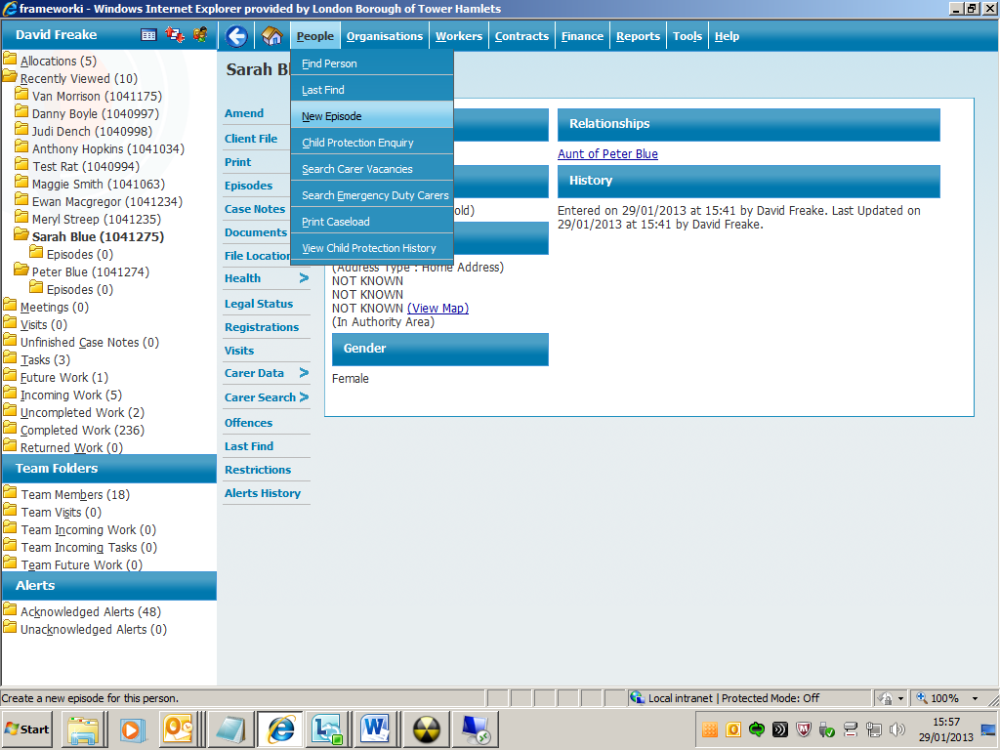 frameworki - Windows Internet Explorer provided by London Borough of Tower Hamlets
David Freake
People
Organisations
Workers
Contracts
Finance
Reports
Tools
Help
Allocations (5)
Recently Viewed (10)
Van Morrison (1041175)
Danny Boyle (1040997)
Judi Dench (1040998)
Anthony Hopkins (1041034)
Test Rat (1040994)
Maggie Smith (1041063)
Ewan Macgregor (1041234)
Meryl Streep (1041235)
Sarah Blue (1041275)
Episodes (0)
Peter Blue (1041274)
Episodes (0)
Meetings (0)
Visits (0)
Unfinished Case Notes (0)
Tasks (3)
Future Work (1)
Incoming Work (5)
Uncompleted Work (2)
Completed Work (236)
Returned Work (0)
Team Folders
Team Members (18)
Team Visits (0)
Team Incoming Work (0)
Team Incoming Tasks (0)
Team Future Work (0)
Alerts
Acknowledged Alerts (48)
Unacknowledged Alerts (0)
Sarah Bl
Find Person
Last Find
New Episode
Child Protection Enquiry
Search Carer Vacancies
Search Emergency Duty Carers
Print Caseload
View Child Protection History
Amend
Client File
Print
Episodes
Case Notes
Documents
File Location
Health >
Legal Status
Registrations
Visits
Carer Data >
Carer Search >
Offences
Last Find
Restrictions
Alerts History
old)
(Address Type : Home Address)
NOT KNOWN
NOT KNOWN
NOT KNOWN (View Map)
(In Authority Area)
Gender
Female
Relationships
Aunt of Peter Blue
History
Entered on 29/01/2013 at 15:41 by David Freake. Last Updated on
29/01/2013 at 15:41 by David Freake.
Create a new episode for this person.
Local intranet | Protected Mode: Off
100%
Start
15:57
29/01/2013